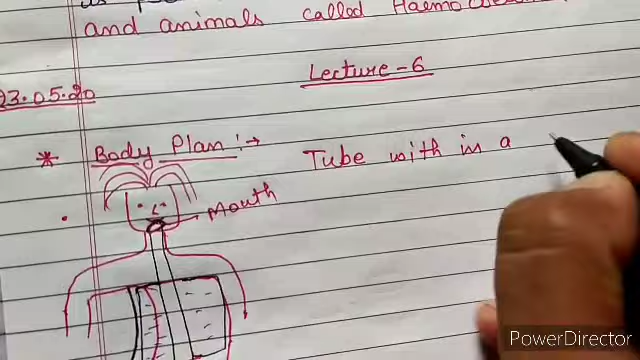 and animals called
23.05.20
Lecture-6
* Body Plan :→ Tube with in a
Mouth
PowerDirector